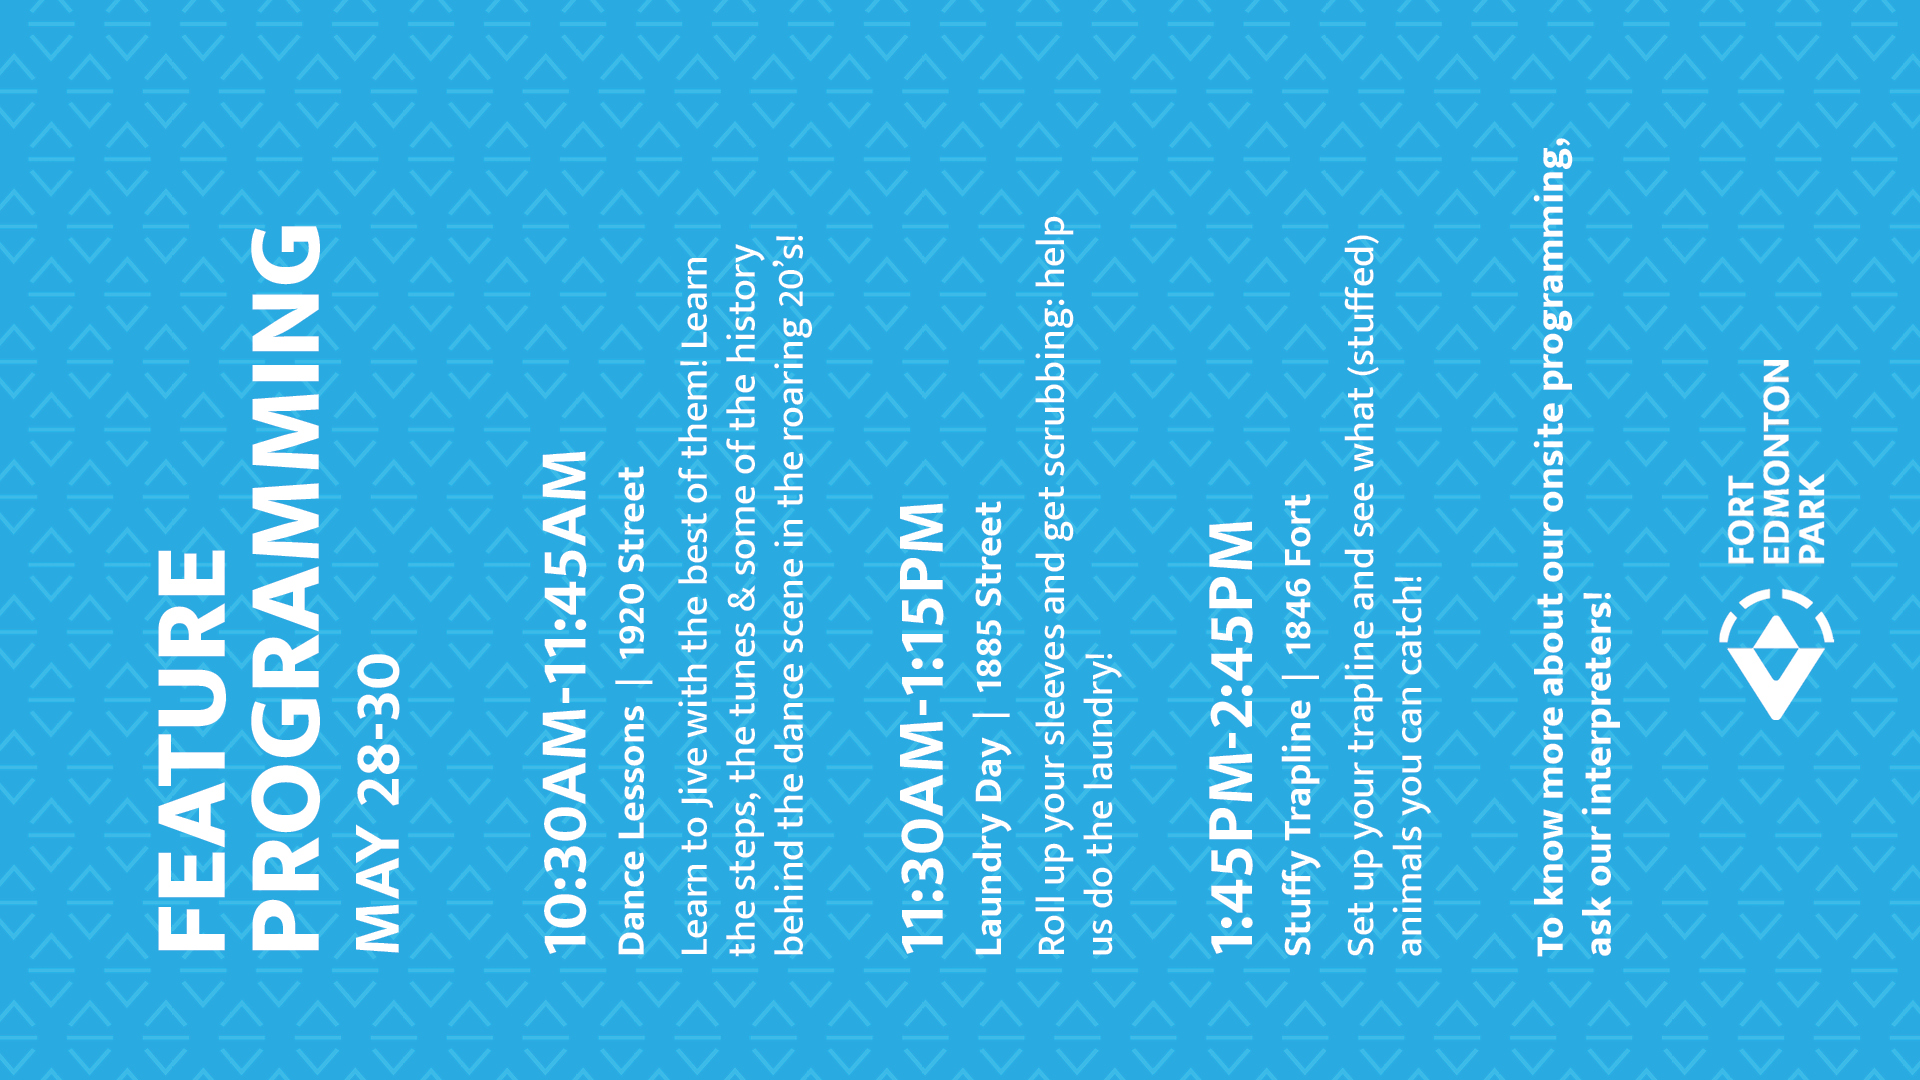 FEATURE
PROGRAMMING
MAY 28-30
10:30AM-11:45AM
Dance Lessons | 1920 Street
Learn to Jive with the best of them! Learn
the steps, the tunes & some of the history
behind the dance scene in the roaring 20’s!
11:30AM-1:15PM
Laundry Day | 1885 Street
Roll up your sleeves and get scrubbing: help
us do the laundry!
1:45PM-2:45PM
Stuffy Trapline | 1846 Fort
Set up your trapline and see what (stuffed)
animals you can catch!
To know more about our onsite programming,
ask our interpreters!
FORT
EDMONTON
PARK